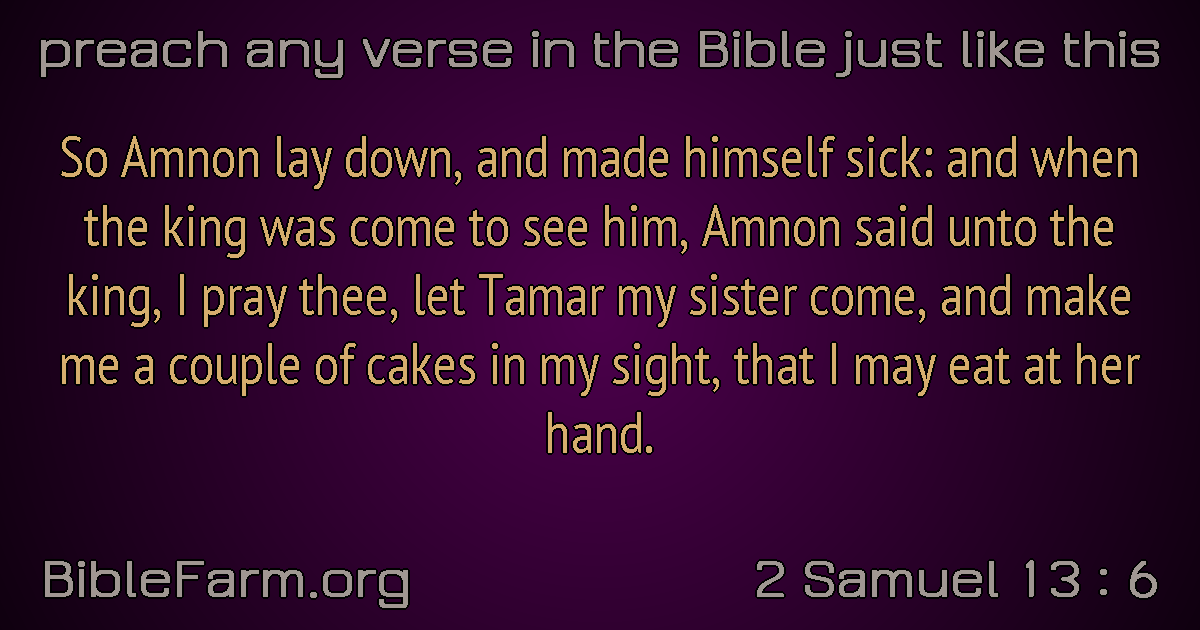 preach any verse in the Bible just like this
So Amnon lay down, and made himself sick: and when
the king was come to see him, Amnon said unto the
king, I pray thee, let Tamar my sister come, and make
me a couple of cakes in my sight, that I may eat at her
hand.
BibleFarm.org
2 Samuel 13 : 6